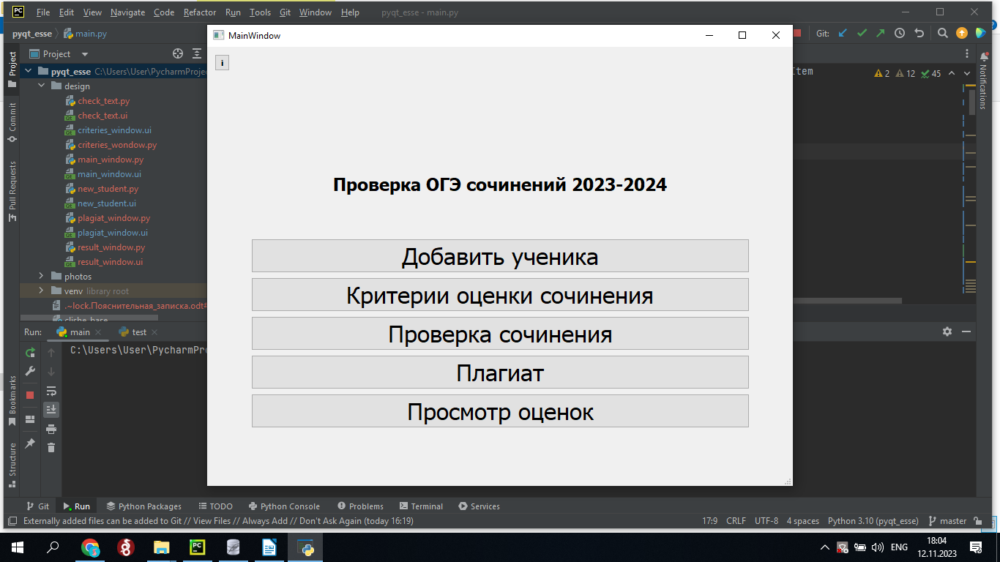 PC File Edit View Navigate Code Refactor Run Tools Git Window Help pyqt_esse - main.py
pyqt_esse main.py Git:
MainWindow
i
Project
pyqt_esse C:\Users\User\PycharmProje
design
check_text.py
check_text.ui
criteries_window.ui
criteries_wondow.py
main_window.py
main_window.ui
new_student.py
new_student.ui
plagiat_window.py
plagiat_window.ui
result_window.py
result_window.ui
photos
venv library root
.~lock.Пояснительная_записка.odt#
clishe_base
Item
2 12 45
Project
Commit
Pull Requests
Bookmarks
Structure
Notifications
Проверка ОГЭ сочинений 2023-2024
Добавить ученика
Критерии оценки сочинения
Проверка сочинения
Плагиат
Просмотр оценок
Run: main test
C:\Users\User\PycharmPro
Git Run Python Packages TODO Python Console Problems Terminal Services
Externally added files can be added to Git // View Files // Always Add // Don't Ask Again (today 16:19) 17:9 CRLF UTF-8 4 spaces Python 3.10 (pyqt_esse) master
PC
ENG
18:04
12.11.2023